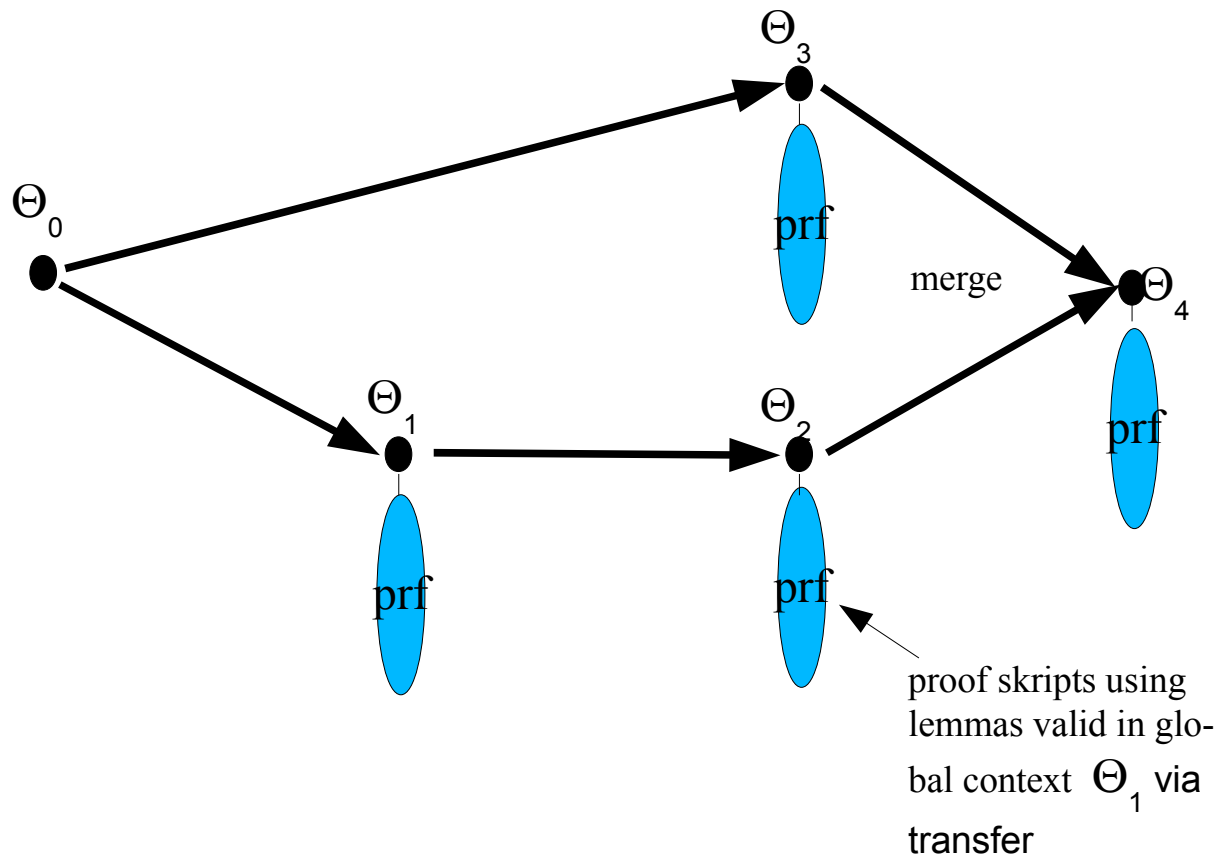 Θ3
Θ0
prf
merge
Θ4
Θ1
Θ2
prf
prf
prf
proof skripts using
lemmas valid in glo-
bal context Θ1 via
transfer